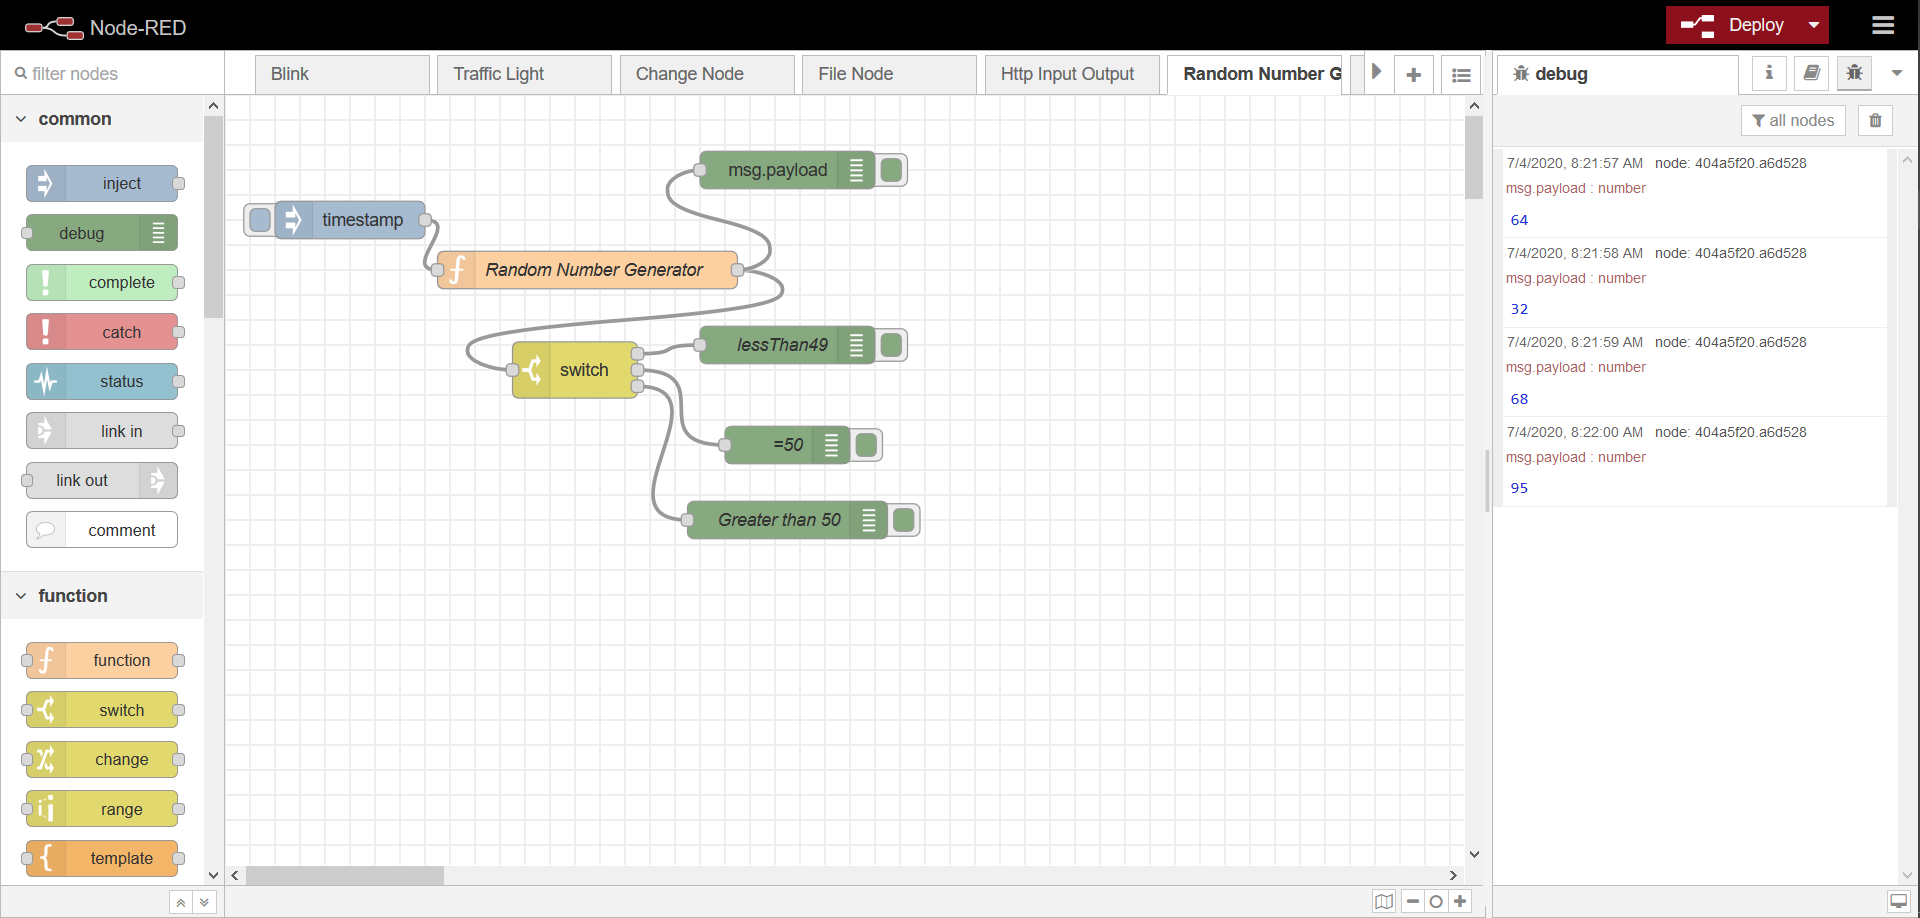 Node-RED
Deploy
filter nodes
Blink
Traffic Light
Change Node
File Node
Http Input Output
Random Number G
debug
all nodes
common
inject
debug
complete
catch
status
link in
link out
comment
function
function
switch
change
range
template
timestamp
Random Number Generator
msg.payload
switch
lessThan49
=50
Greater than 50
7/4/2020, 8:21:57 AM node: 404a5f20.a6d528
msg.payload : number
64
7/4/2020, 8:21:58 AM node: 404a5f20.a6d528
msg.payload : number
32
7/4/2020, 8:21:59 AM node: 404a5f20.a6d528
msg.payload : number
68
7/4/2020, 8:22:00 AM node: 404a5f20.a6d528
msg.payload : number
95